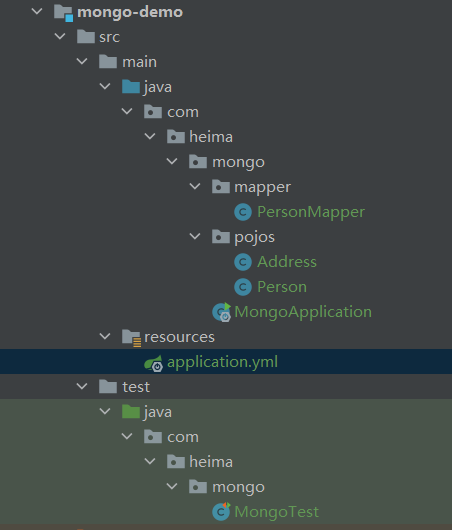 mongo-demo
src
main
java
com
heima
mongo
mapper
PersonMapper
pojos
Address
Person
MongoApplication
resources
application.yml
test
java
com
heima
mongo
MongoTest